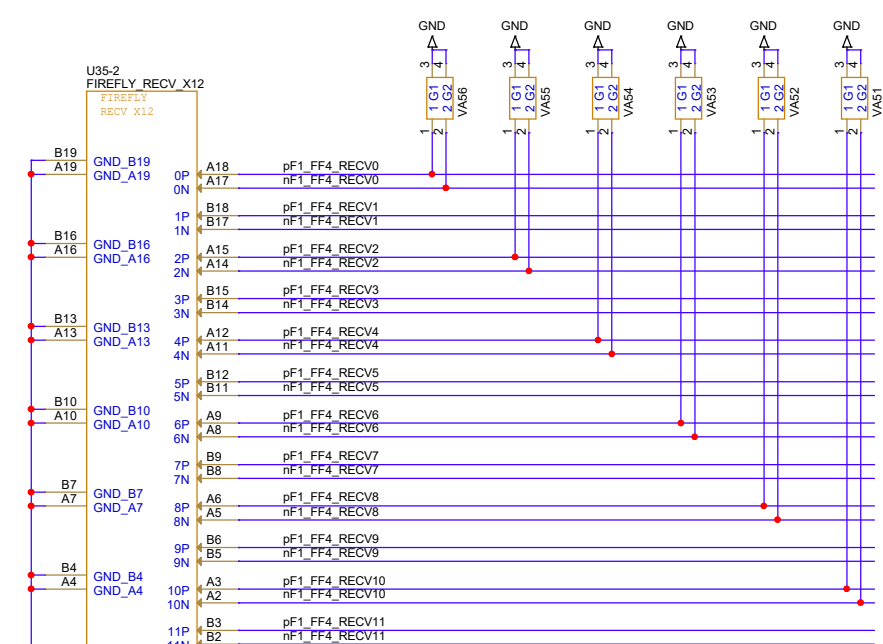 GND GND GND GND GND GND
3 4 3 4 3 4 3 4 3 4 3 4
1 G1 2 G2 VA56 1 G1 2 G2 VA55 1 G1 2 G2 VA54 1 G1 2 G2 VA53 1 G1 2 G2 VA52 1 G1 2 G2 VA51
1 2 1 2 1 2 1 2 1 2 1 2
U35-2
FIREFLY_RECV_X12
FIREFLY
RECV X12
B19 GND_B19
A19 GND_A19 0P A18 pF1_FF4_RECV0
0N A17 nF1_FF4_RECV0
1P B18 pF1_FF4_RECV1
1N B17 nF1_FF4_RECV1
B16 GND_B16
A16 GND_A16 2P A15 pF1_FF4_RECV2
2N A14 nF1_FF4_RECV2
3P B15 pF1_FF4_RECV3
3N B14 nF1_FF4_RECV3
B13 GND_B13
A13 GND_A13 4P A12 pF1_FF4_RECV4
4N A11 nF1_FF4_RECV4
5P B12 pF1_FF4_RECV5
5N B11 nF1_FF4_RECV5
B10 GND_B10
A10 GND_A10 6P A9 pF1_FF4_RECV6
6N A8 nF1_FF4_RECV6
7P B9 pF1_FF4_RECV7
7N B8 nF1_FF4_RECV7
B7 GND_B7
A7 GND_A7 8P A6 pF1_FF4_RECV8
8N A5 nF1_FF4_RECV8
9P B6 pF1_FF4_RECV9
9N B5 nF1_FF4_RECV9
B4 GND_B4
A4 GND_A4 10P A3 pF1_FF4_RECV10
10N A2 nF1_FF4_RECV10
11P B3 pF1_FF4_RECV11
11N B2 nF1_FF4_RECV11